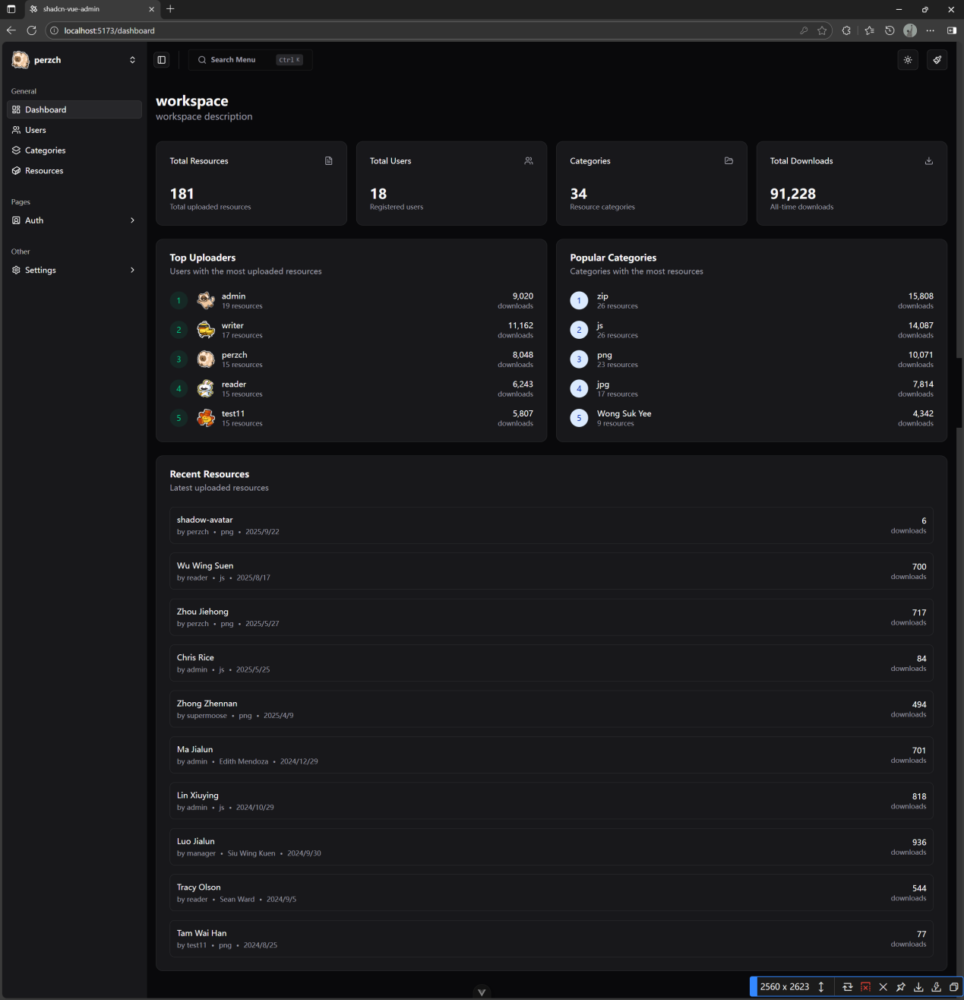 shadcn-vue-admin
localhost:5173/dashboard
perzch
Search Menu Ctrl K
General
Dashboard
Users
Categories
Resources
Pages
Auth
Other
Settings
workspace
workspace description
Total Resources
181
Total uploaded resources
Total Users
18
Registered users
Categories
34
Resource categories
Total Downloads
91,228
All-time downloads
Top Uploaders
Users with the most uploaded resources
1 admin 9,020
19 resources downloads
2 writer 11,162
17 resources downloads
3 perzch 8,048
15 resources downloads
4 reader 6,243
15 resources downloads
5 test11 5,807
15 resources downloads
Popular Categories
Categories with the most resources
1 zip 15,808
26 resources downloads
2 js 14,087
26 resources downloads
3 png 10,071
23 resources downloads
4 jpg 7,814
17 resources downloads
5 Wong Suk Yee 4,342
9 resources downloads
Recent Resources
Latest uploaded resources
shadow-avatar 6
by perzch • png • 2025/9/22 downloads
Wu Wing Suen 700
by reader • js • 2025/8/17 downloads
Zhou Jiehong 717
by perzch • png • 2025/5/27 downloads
Chris Rice 84
by admin • js • 2025/5/25 downloads
Zhong Zhennan 494
by supermoose • png • 2025/4/9 downloads
Ma Jialun 701
by admin • Edith Mendoza • 2024/12/29 downloads
Lin Xiuying 818
by admin • js • 2024/10/29 downloads
Luo Jialun 936
by manager • Siu Wing Kuen • 2024/9/30 downloads
Tracy Olson 544
by reader • Sean Ward • 2024/9/5 downloads
Tam Wai Han 77
by test11 • png • 2024/8/25 downloads
2560 x 2623